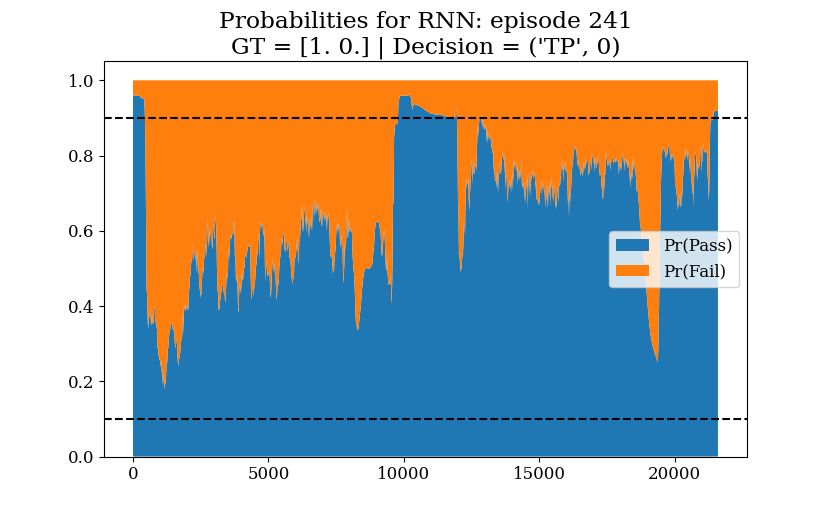 Probabilities for RNN: episode 241
GT = [1. 0.] | Decision = ('TP', 0)
1.0
0.8
0.6
0.4
0.2
0.0
Pr(Pass)
Pr(Fail)
0
5000
10000
15000
20000